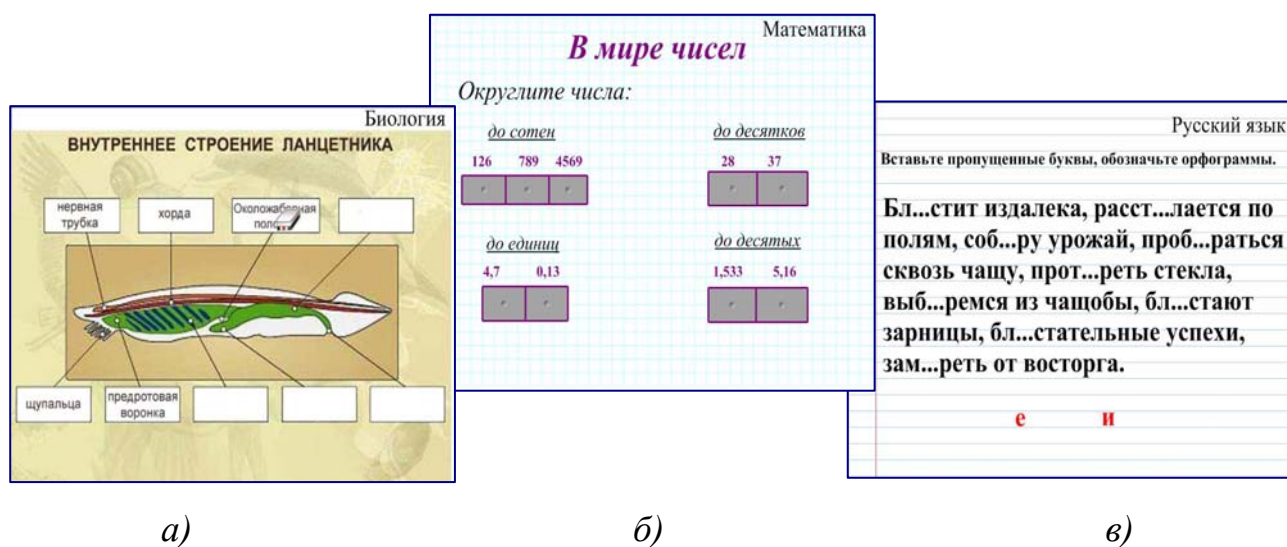 Биология
ВНУТРЕННЕЕ СТРОЕНИЕ ЛАНЦЕТНИКА
нервная
трубка
хорда
Околожаберная
поло
щупальца
предротовая
воронка
Математика
В мире чисел
Округлите числа:
до сотен
126 789 4569
до десятков
28 37
до единиц
4,7 0,13
до десятых
1,533 5,16
Русский язык
Вставьте пропущенные буквы, обозначьте орфограммы.
Бл...стит издалека, расст...лается по
полям, соб...ру урожай, проб...раться
сквозь чащу, прот...реть стекла,
выб...ремся из чащобы, бл...стают
зарницы, бл...стательные успехи,
зам...реть от восторга.
е и
а) б) в)